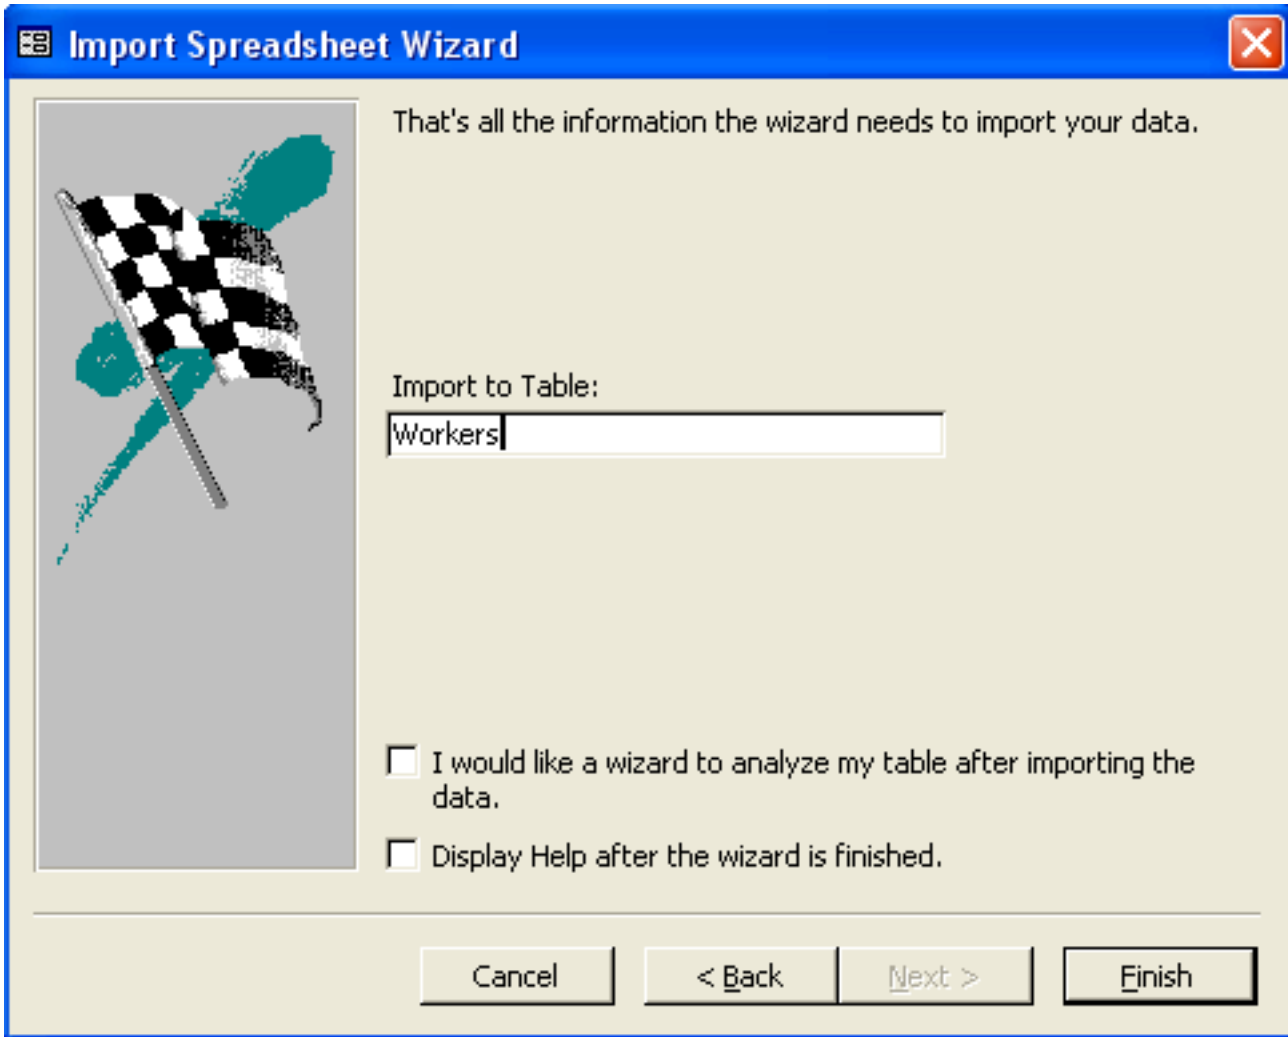 Import Spreadsheet Wizard
That's all the information the wizard needs to import your data.
Import to Table:
Workers
I would like a wizard to analyze my table after importing the
data.
Display Help after the wizard is finished.
Cancel
< Back
Next >
Finish